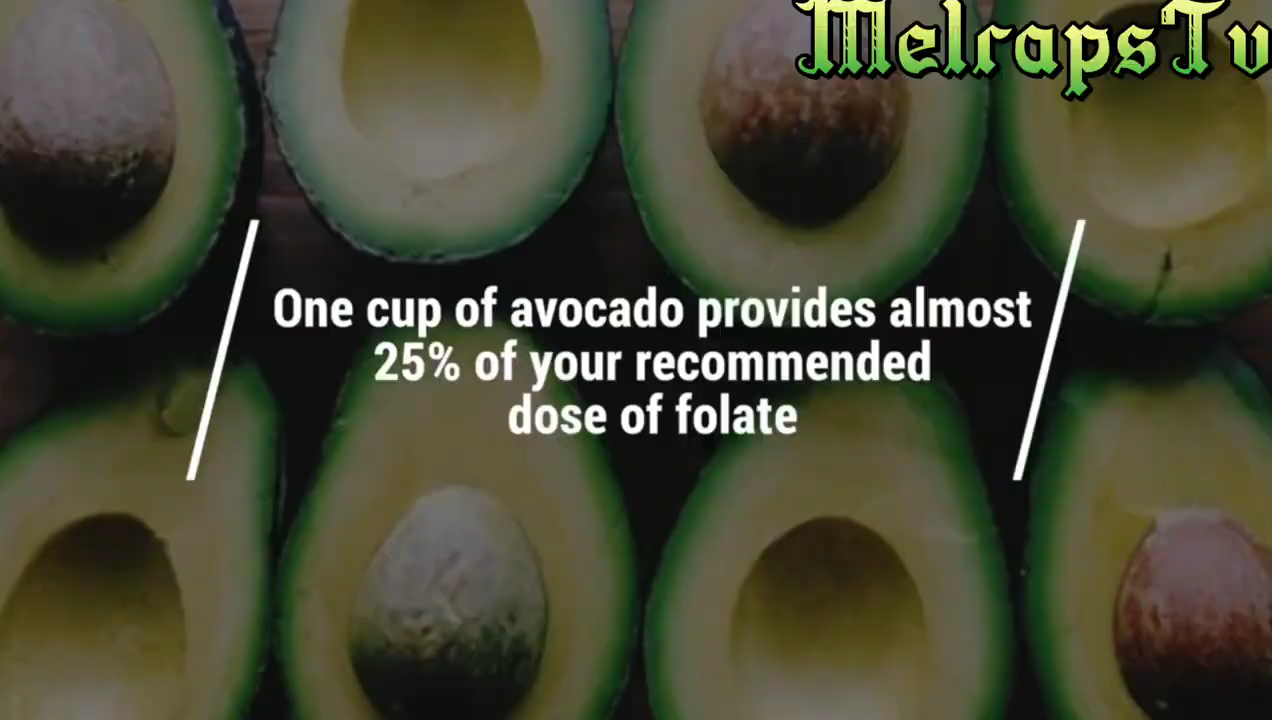 MelrapsTv
One cup of avocado provides almost
25% of your recommended
dose of folate